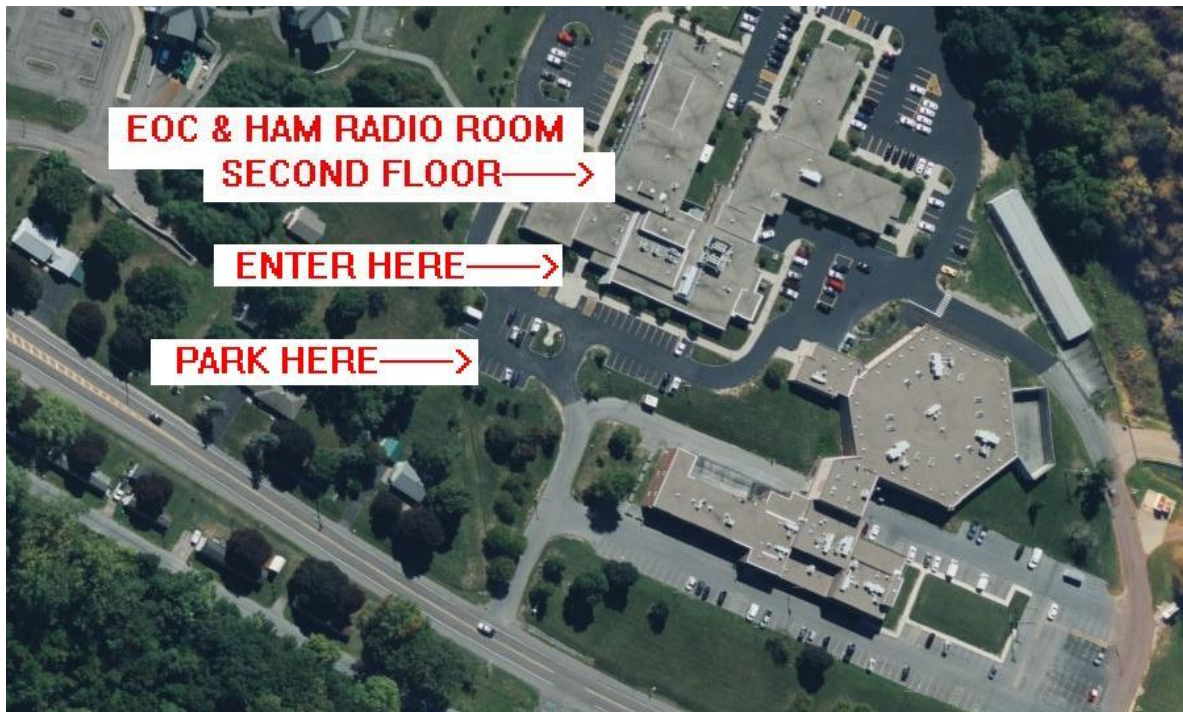 EOC & HAM RADIO ROOM
SECOND FLOOR
ENTER HERE
PARK HERE